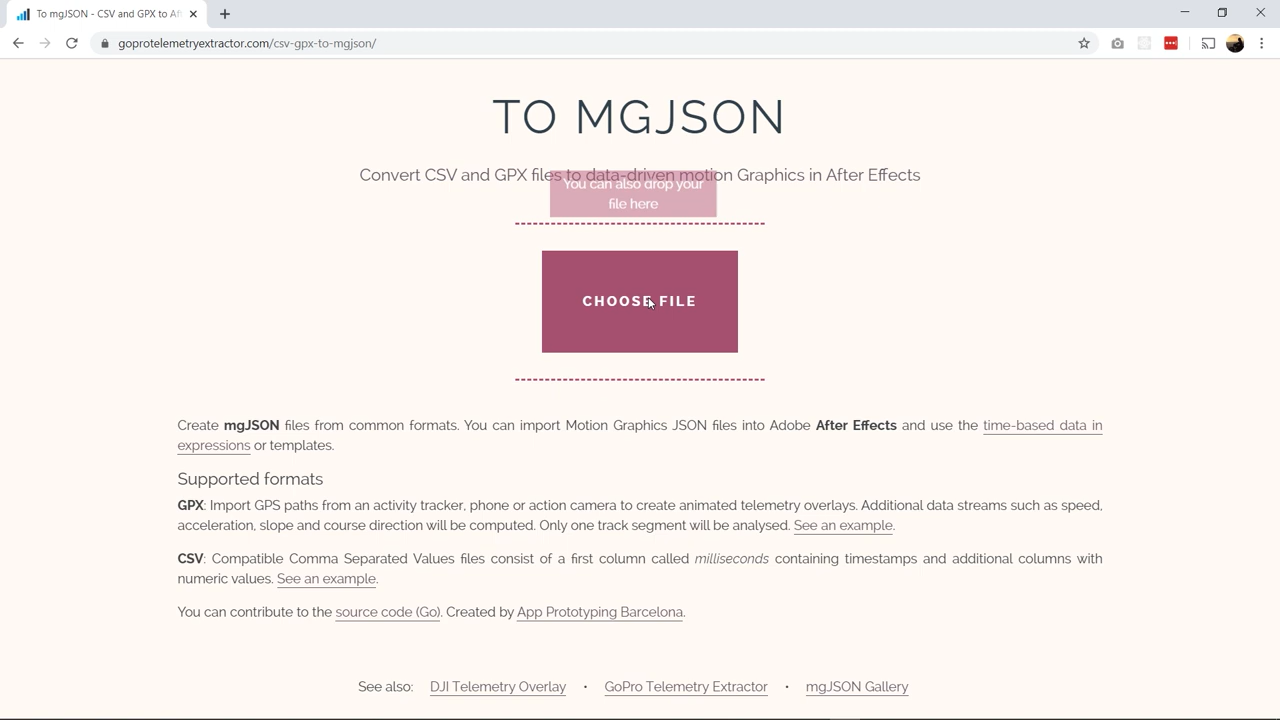 To mgJSON - CSV and GPX to Af
goprotelemetryextractor.com/csv-gpx-to-mgjson/
TO MGJSON
Convert CSV and GPX files to data-driven motion Graphics in After Effects
You can also drop your
file here
CHOOSE FILE
Create mgJSON files from common formats. You can import Motion Graphics JSON files into Adobe After Effects and use the time-based data in
expressions or templates.
Supported formats
GPX: Import GPS paths from an activity tracker, phone or action camera to create animated telemetry overlays. Additional data streams such as speed,
acceleration, slope and course direction will be computed. Only one track segment will be analysed. See an example.
CSV: Compatible Comma Separated Values files consist of a first column called milliseconds containing timestamps and additional columns with
numeric values. See an example.
You can contribute to the source code (Go). Created by App Prototyping Barcelona.
See also: DJI Telemetry Overlay • GoPro Telemetry Extractor • mgJSON Gallery